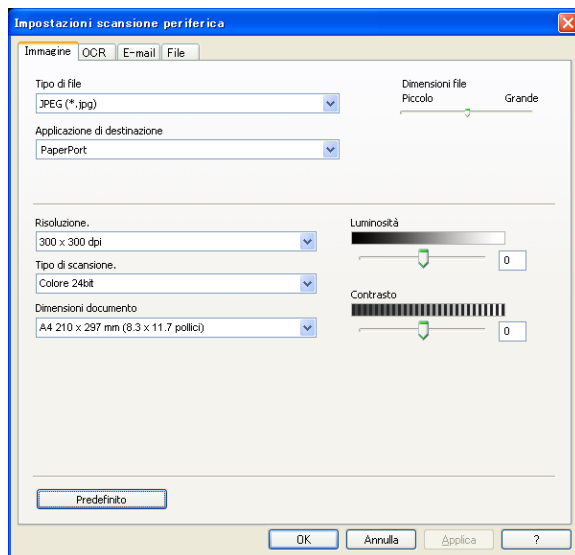 Impostazioni scansione periferica
Immagine OCR E-mail File
Tipo di file
JPEG (*.jpg)
Dimensioni file
Piccolo Grande
Applicazione di destinazione
PaperPort
Risoluzione.
300 x 300 dpi
Tipo di scansione.
Colore 24bit
Dimensioni documento
A4 210 x 297 mm (8.3 x 11.7 pollici)
Luminosità
0
Contrasto
0
Predefinito
OK Annulla Applica ?